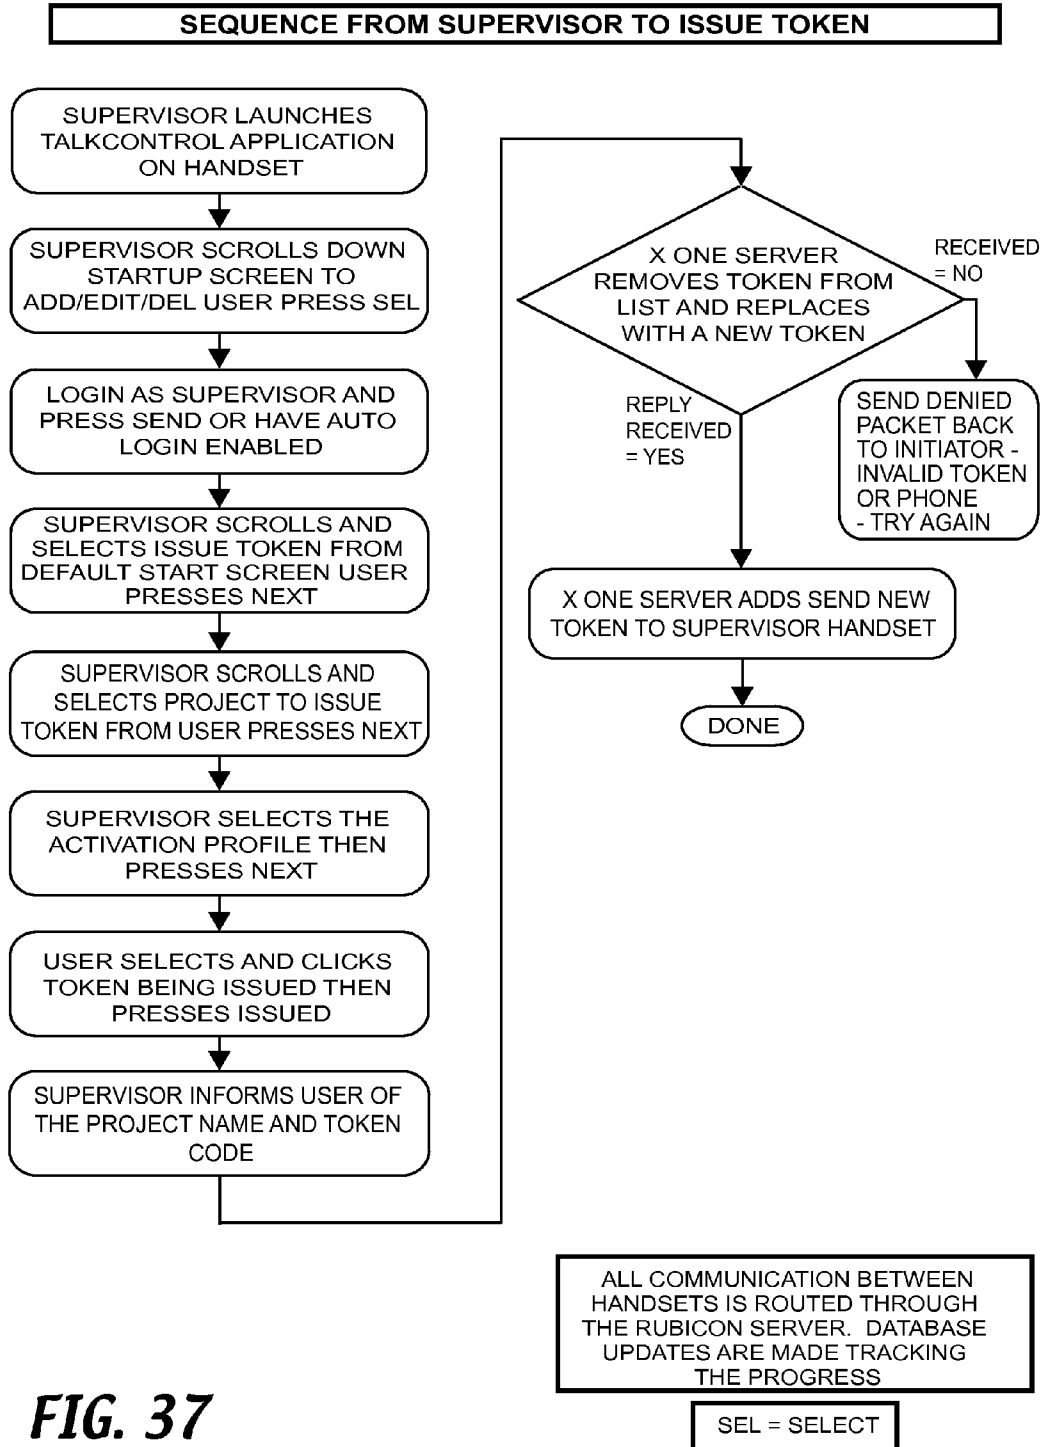 SEQUENCE FROM SUPERVISOR TO ISSUE TOKEN
SUPERVISOR LAUNCHES
TALKCONTROL APPLICATION
ON HANDSET
SUPERVISOR SCROLLS DOWN
STARTUP SCREEN TO
ADD/EDIT/DEL USER PRESS SEL
LOGIN AS SUPERVISOR AND
PRESS SEND OR HAVE AUTO
LOGIN ENABLED
SUPERVISOR SCROLLS AND
SELECTS ISSUE TOKEN FROM
DEFAULT START SCREEN USER
PRESSES NEXT
SUPERVISOR SCROLLS AND
SELECTS PROJECT TO ISSUE
TOKEN FROM USER PRESSES NEXT
SUPERVISOR SELECTS THE
ACTIVATION PROFILE THEN
PRESSES NEXT
USER SELECTS AND CLICKS
TOKEN BEING ISSUED THEN
PRESSES ISSUED
SUPERVISOR INFORMS USER OF
THE PROJECT NAME AND TOKEN
CODE
X ONE SERVER
REMOVES TOKEN FROM
LIST AND REPLACES
WITH A NEW TOKEN
RECEIVED
= NO
SEND DENIED
PACKET BACK
TO INITIATOR -
INVALID TOKEN
OR PHONE
- TRY AGAIN
REPLY
RECEIVED
= YES
X ONE SERVER ADDS SEND NEW
TOKEN TO SUPERVISOR HANDSET
DONE
ALL COMMUNICATION BETWEEN
HANDSETS IS ROUTED THROUGH
THE RUBICON SERVER. DATABASE
UPDATES ARE MADE TRACKING
THE PROGRESS
SEL = SELECT
FIG. 37